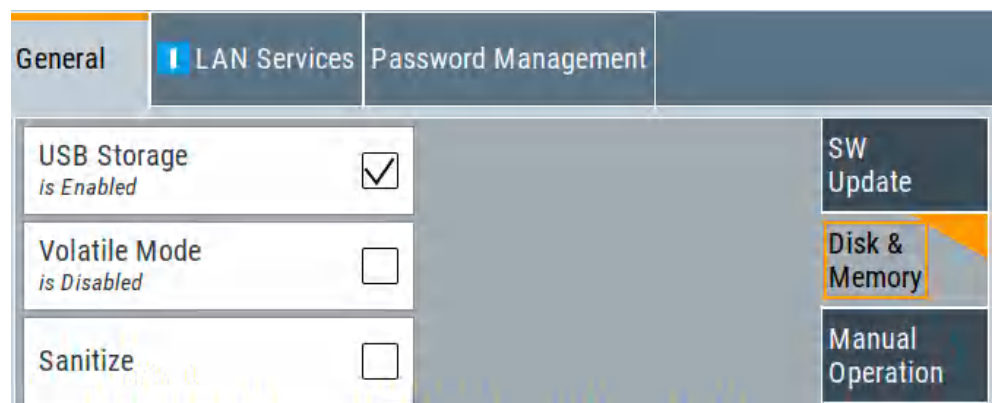 General
LAN Services
Password Management
USB Storage
is Enabled
Volatile Mode
is Disabled
Sanitize
SW
Update
Disk &
Memory
Manual
Operation